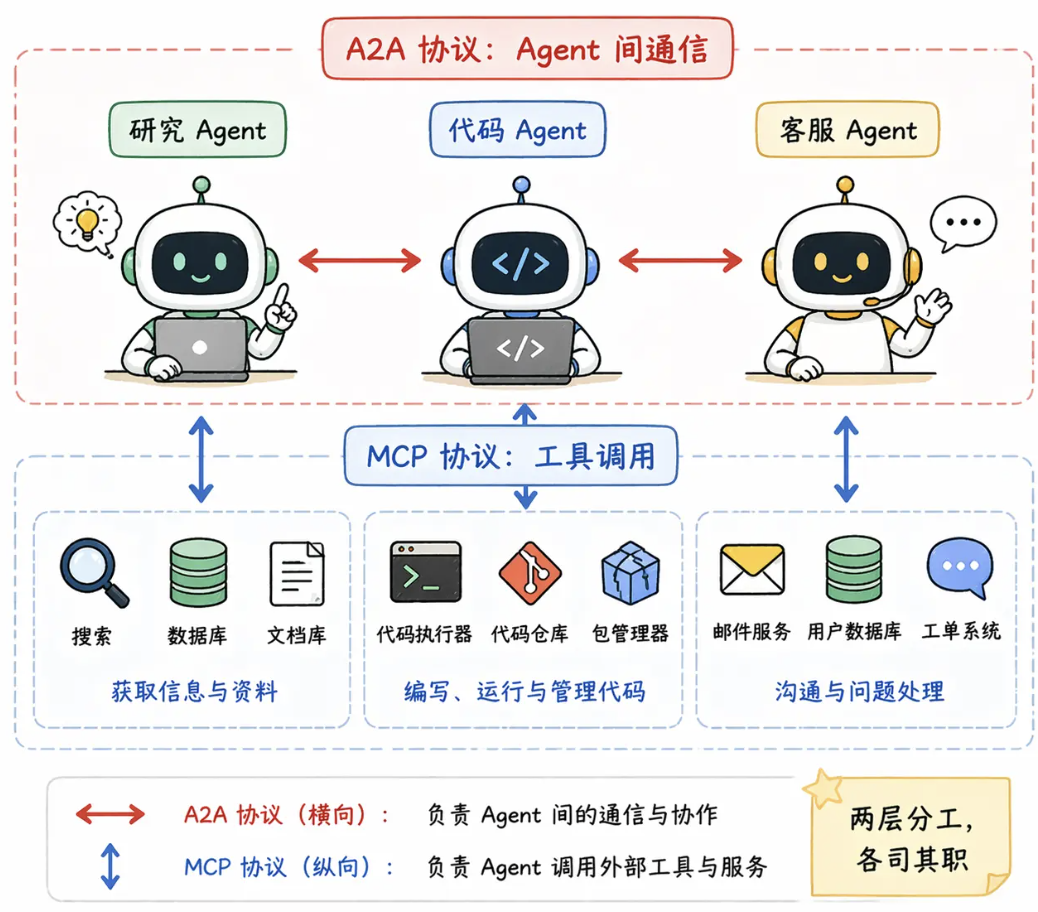 A2A 协议：Agent 间通信
研究 Agent
代码 Agent
客服 Agent
</>
</>
MCP 协议：工具调用
>_
搜索
数据库
文档库
代码执行器
代码仓库
包管理器
邮件服务
用户数据库
工单系统
获取信息与资料
编写、运行与管理代码
沟通与问题处理
A2A 协议（横向）： 负责 Agent 间的通信与协作
MCP 协议（纵向）： 负责 Agent 调用外部工具与服务
两层分工，
各司其职